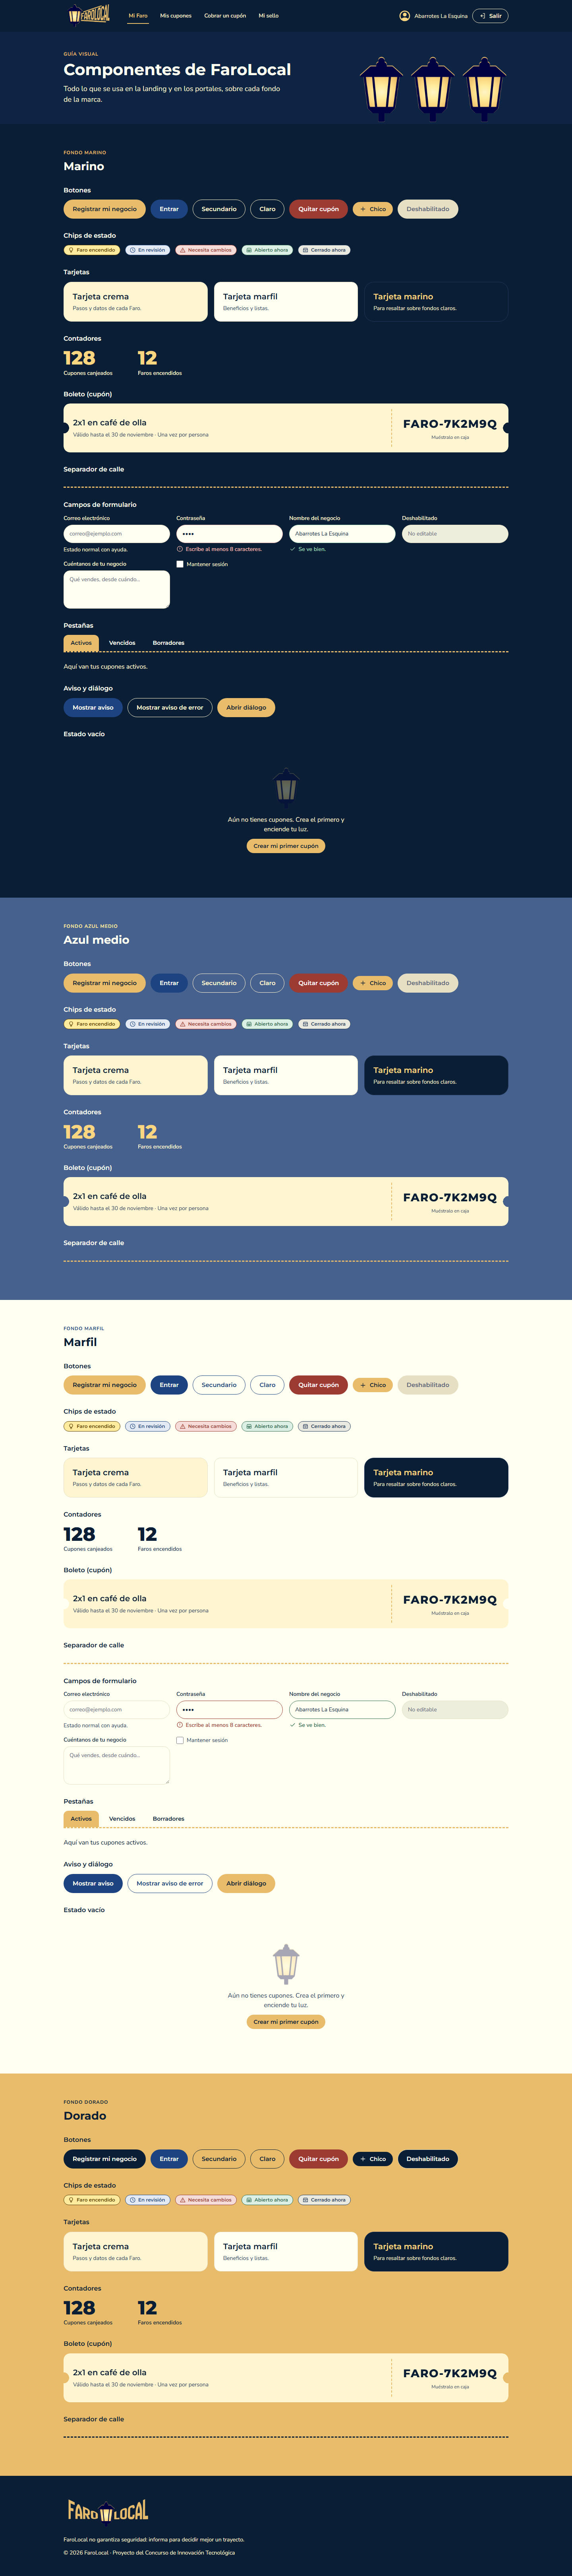 FAROLOCAL
Mi Faro
Mis cupones
Cobrar un cupón
Mi sello
Abarrotes La Esquina
Salir
GUÍA VISUAL
Componentes de FaroLocal
Todo lo que se usa en la landing y en los portales, sobre cada fondo
de la marca.
FONDO MARINO
Marino
Botones
Registrar mi negocio
Entrar
Secundario
Claro
Quitar cupón
Chico
Deshabilitado
Chips de estado
Faro encendido
En revisión
Necesita cambios
Abierto ahora
Cerrado ahora
Tarjetas
Tarjeta crema
Pasos y datos de cada Faro.
Tarjeta marfil
Beneficios y listas.
Tarjeta marino
Para resaltar sobre fondos claros.
Contadores
128
Cupones canjeados
12
Faros encendidos
Boleto (cupón)
2x1 en café de olla
Válido hasta el 30 de noviembre · Una vez por persona
FARO-7K2M9Q
Muéstralo en caja
Separador de calle
Campos de formulario
Correo electrónico
correo@ejemplo.com
Estado normal con ayuda.
Contraseña
••••
Escribe al menos 8 caracteres.
Nombre del negocio
Abarrotes La Esquina
Se ve bien.
Deshabilitado
No editable
Cuéntanos de tu negocio
Qué vendes, desde cuándo...
Mantener sesión
Pestañas
Activos
Vencidos
Borradores
Aquí van tus cupones activos.
Aviso y diálogo
Mostrar aviso
Mostrar aviso de error
Abrir diálogo
Estado vacío
Aún no tienes cupones. Crea el primero y
enciende tu luz.
Crear mi primer cupón
FONDO AZUL MEDIO
Azul medio
Botones
Registrar mi negocio
Entrar
Secundario
Claro
Quitar cupón
Chico
Deshabilitado
Chips de estado
Faro encendido
En revisión
Necesita cambios
Abierto ahora
Cerrado ahora
Tarjetas
Tarjeta crema
Pasos y datos de cada Faro.
Tarjeta marfil
Beneficios y listas.
Tarjeta marino
Para resaltar sobre fondos claros.
Contadores
128
Cupones canjeados
12
Faros encendidos
Boleto (cupón)
2x1 en café de olla
Válido hasta el 30 de noviembre · Una vez por persona
FARO-7K2M9Q
Muéstralo en caja
Separador de calle
FONDO MARFIL
Marfil
Botones
Registrar mi negocio
Entrar
Secundario
Claro
Quitar cupón
Chico
Deshabilitado
Chips de estado
Faro encendido
En revisión
Necesita cambios
Abierto ahora
Cerrado ahora
Tarjetas
Tarjeta crema
Pasos y datos de cada Faro.
Tarjeta marfil
Beneficios y listas.
Tarjeta marino
Para resaltar sobre fondos claros.
Contadores
128
Cupones canjeados
12
Faros encendidos
Boleto (cupón)
2x1 en café de olla
Válido hasta el 30 de noviembre · Una vez por persona
FARO-7K2M9Q
Muéstralo en caja
Separador de calle
Campos de formulario
Correo electrónico
correo@ejemplo.com
Estado normal con ayuda.
Contraseña
••••
Escribe al menos 8 caracteres.
Nombre del negocio
Abarrotes La Esquina
Se ve bien.
Deshabilitado
No editable
Cuéntanos de tu negocio
Qué vendes, desde cuándo...
Mantener sesión
Pestañas
Activos
Vencidos
Borradores
Aquí van tus cupones activos.
Aviso y diálogo
Mostrar aviso
Mostrar aviso de error
Abrir diálogo
Estado vacío
Aún no tienes cupones. Crea el primero y
enciende tu luz.
Crear mi primer cupón
FONDO DORADO
Dorado
Botones
Registrar mi negocio
Entrar
Secundario
Claro
Quitar cupón
Chico
Deshabilitado
Chips de estado
Faro encendido
En revisión
Necesita cambios
Abierto ahora
Cerrado ahora
Tarjetas
Tarjeta crema
Pasos y datos de cada Faro.
Tarjeta marfil
Beneficios y listas.
Tarjeta marino
Para resaltar sobre fondos claros.
Contadores
128
Cupones canjeados
12
Faros encendidos
Boleto (cupón)
2x1 en café de olla
Válido hasta el 30 de noviembre · Una vez por persona
FARO-7K2M9Q
Muéstralo en caja
Separador de calle
FARO LOCAL
FaroLocal no garantiza seguridad: informa para decidir mejor un trayecto.
© 2026 FaroLocal · Proyecto del Concurso de Innovación Tecnológica